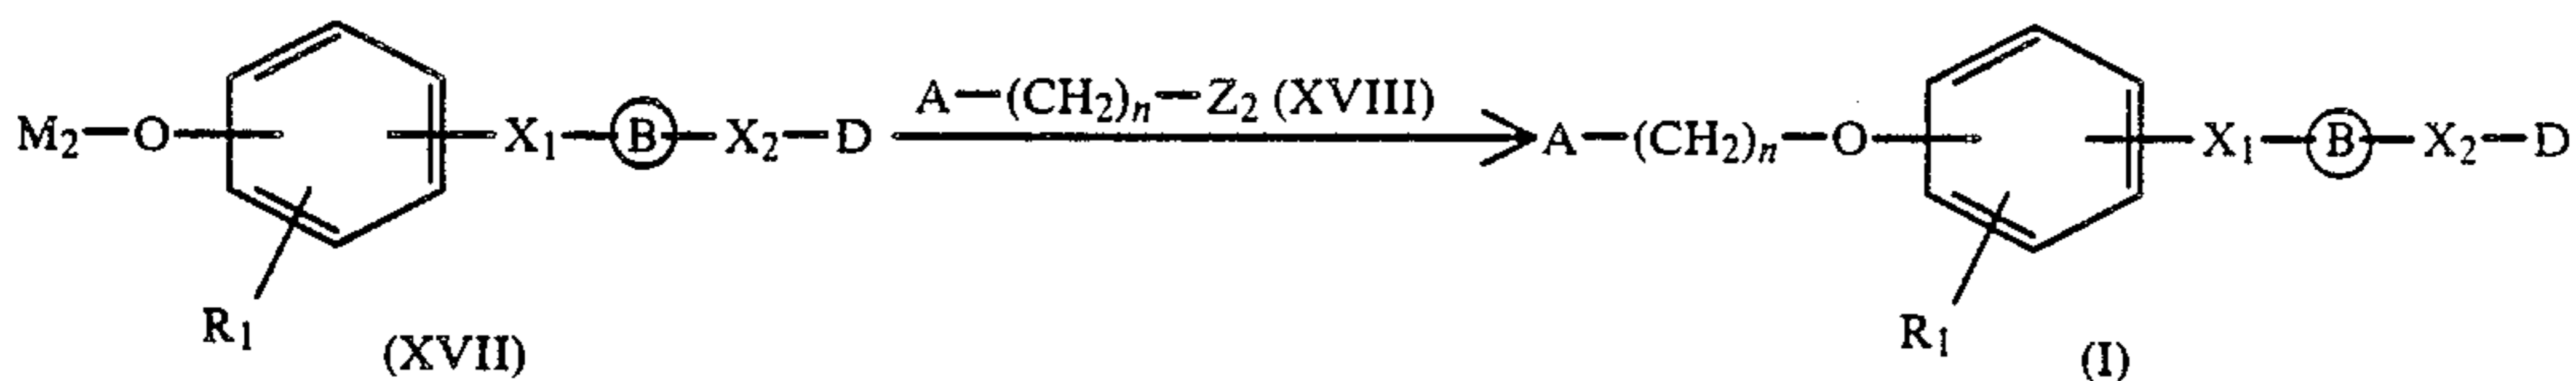 A—(CH2)n—Z2 (XVIII)
M2—O— —X1—B—X2—D A—(CH2)n—O— —X1—B—X2—D
R1 R1
(XVII) (I)